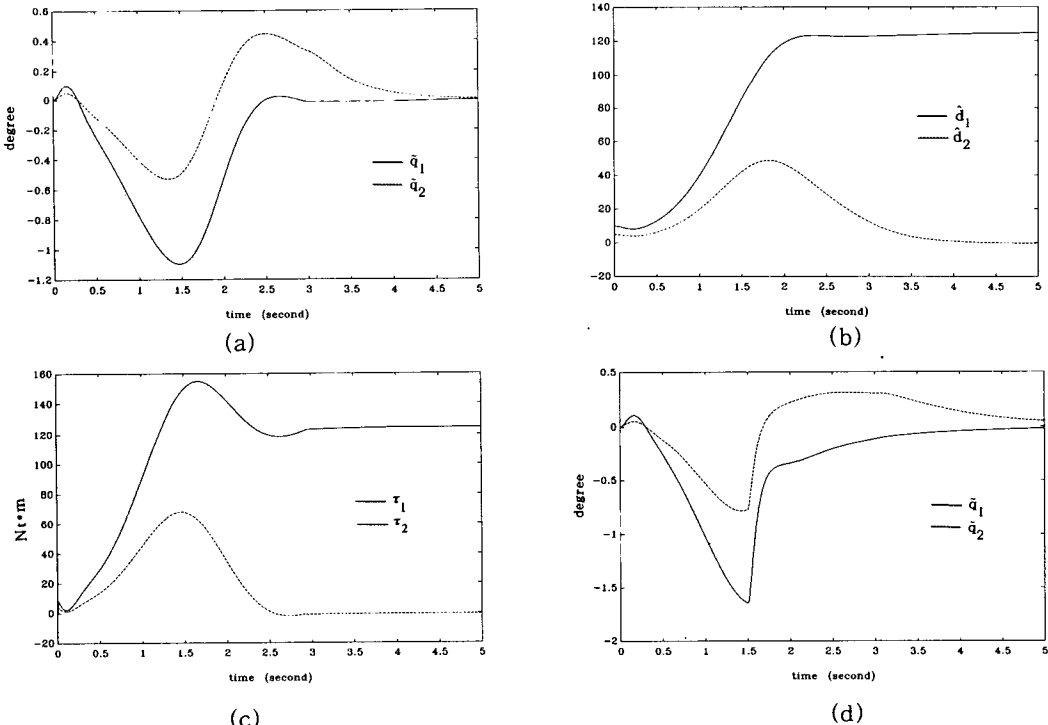 0.6
0.4
0.2
0
-0.2
-0.4
-0.6
-0.8
-1
-1.2
degree
q̃1
q̃2
0 0.5 1 1.5 2 2.5 3 3.5 4 4.5 5
time (second)
(a)
140
120
100
80
60
40
20
0
-20
d̂1
d̂2
0 0.5 1 1.5 2 2.5 3 3.5 4 4.5 5
time (second)
(b)
160
140
120
100
80
60
40
20
0
-20
Nt•m
τ1
τ2
0 0.5 1 1.5 2 2.5 3 3.5 4 4.5 5
time (second)
(c)
0.5
0
-0.5
-1
-1.5
-2
degree
q̃1
q̃2
0 0.5 1 1.5 2 2.5 3 3.5 4 4.5 5
time (second)
(d)